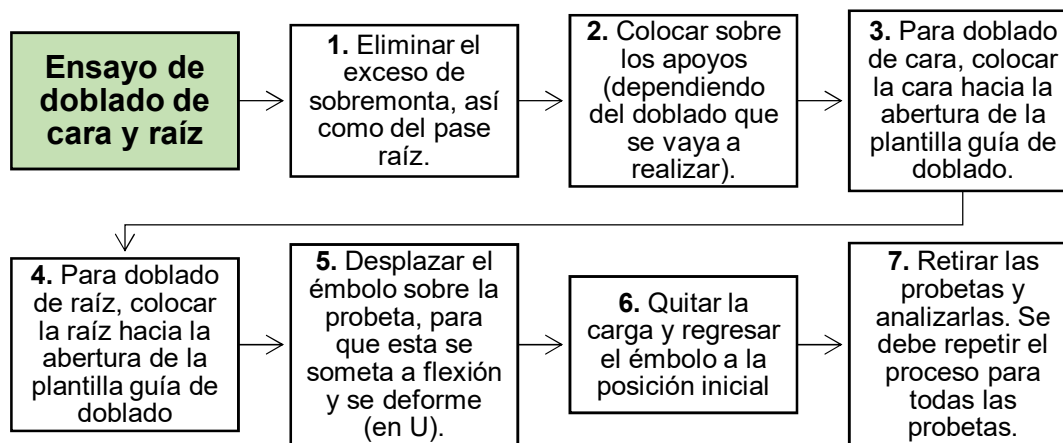 Ensayo de
doblado de
cara y raíz
1. Eliminar el
exceso de
sobremonta, así
como del pase
raíz.
2. Colocar sobre
los apoyos
(dependiendo
del doblado que
se vaya a
realizar).
3. Para doblado
de cara, colocar
la cara hacia la
abertura de la
plantilla guía de
doblado.
4. Para doblado
de raíz, colocar
la raíz hacia la
abertura de la
plantilla guía de
doblado
5. Desplazar el
émbolo sobre la
probeta, para
que esta se
someta a flexión
y se deforme
(en U).
6. Quitar la
carga y regresar
el émbolo a la
posición inicial
7. Retirar las
probetas y
analizarlas. Se
debe repetir el
proceso para
todas las
probetas.